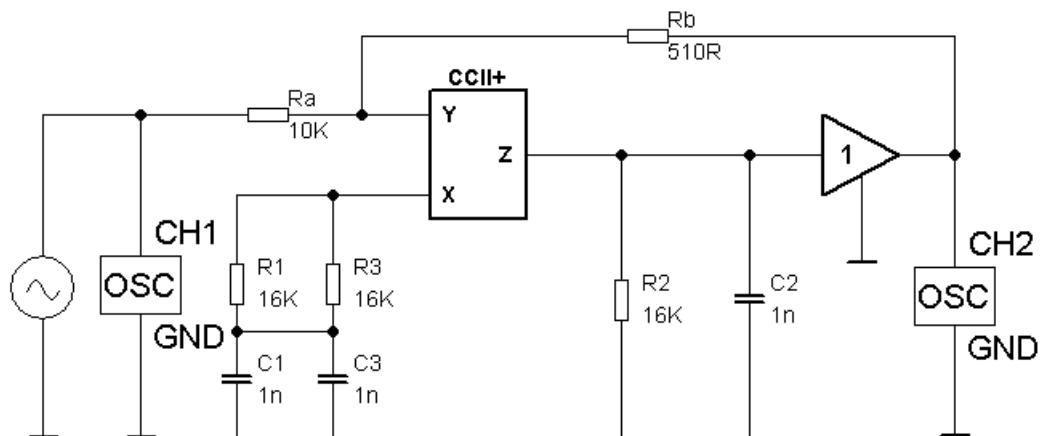 Rb
510R
CCII+
Ra
10K
Y
Z
X
1
CH1
OSC
GND
R1
16K
R3
16K
C1
1n
C3
1n
R2
16K
C2
1n
CH2
OSC
GND